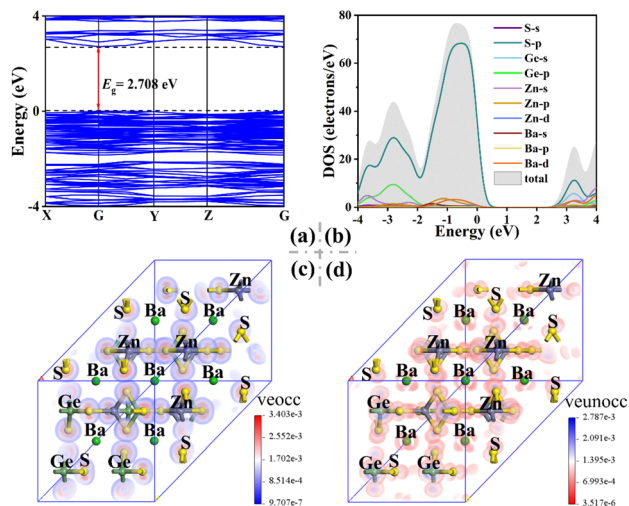 4
0
-4
Energy (eV)
Eg = 2.708 eV
X G Y Z G
80
60
40
20
0
DOS (electrons/eV)
-4 -3 -2 -1 0 1 2 3 4
Energy (eV)
S-s
S-p
Ge-s
Ge-p
Zn-s
Zn-p
Zn-d
Ba-s
Ba-p
Ba-d
total
(a) (b)
(c) (d)
Zn
S
Ba Ba
S
S
Zn Zn
S
Ba Ba Ba
Ge
Zn
Ba Ba
S
Ge S Ge
veocc
3.403e-3
2.552e-3
1.702e-3
8.514e-4
9.707e-7
Zn
S
Ba Ba
S
S
Zn Zn
S
Ba Ba Ba
Ge
Zn
Ba Ba
S
Ge S Ge
veunocc
2.787e-3
2.091e-3
1.395e-3
6.993e-4
3.517e-6